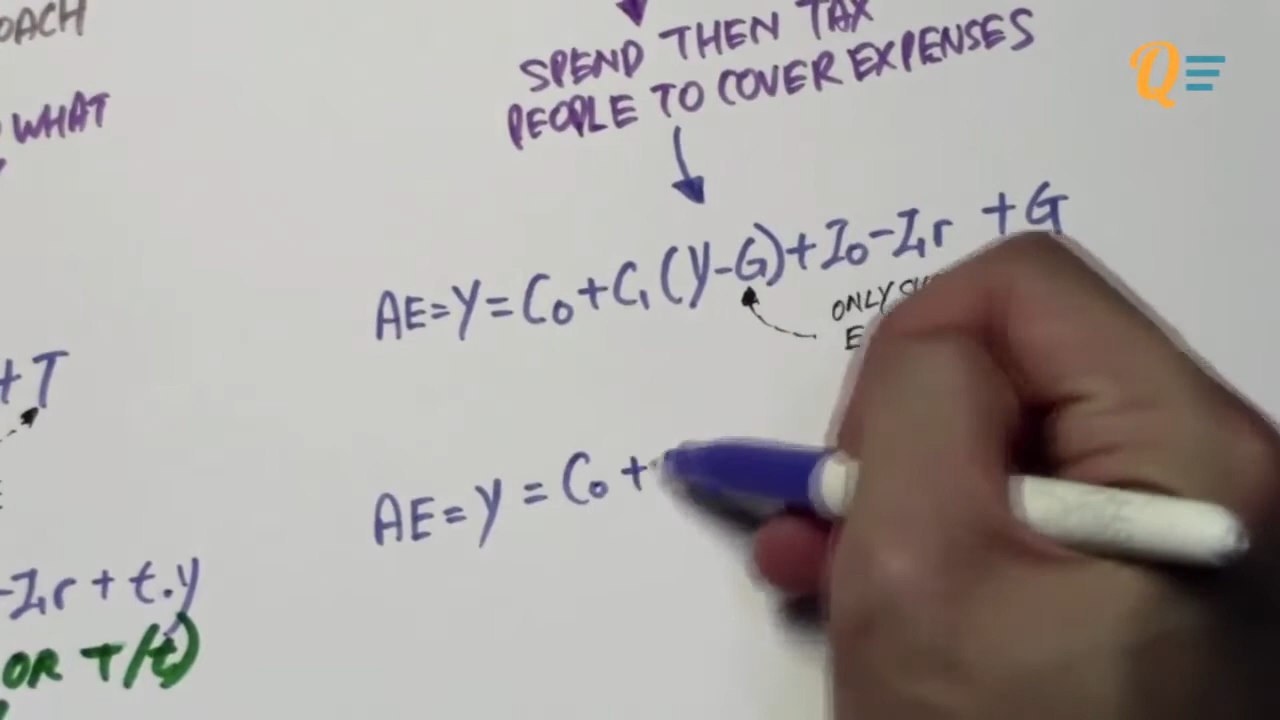 OACH
WHAT
SPEND THEN TAX
PEOPLE TO COVER EXPENSES
AE=Y=C₀+C₁(Y-G)+I₀-I₁r +G
ONLY
+T
AE=Y=C₀+
-I₁r+t.y
OR T/t)
Q